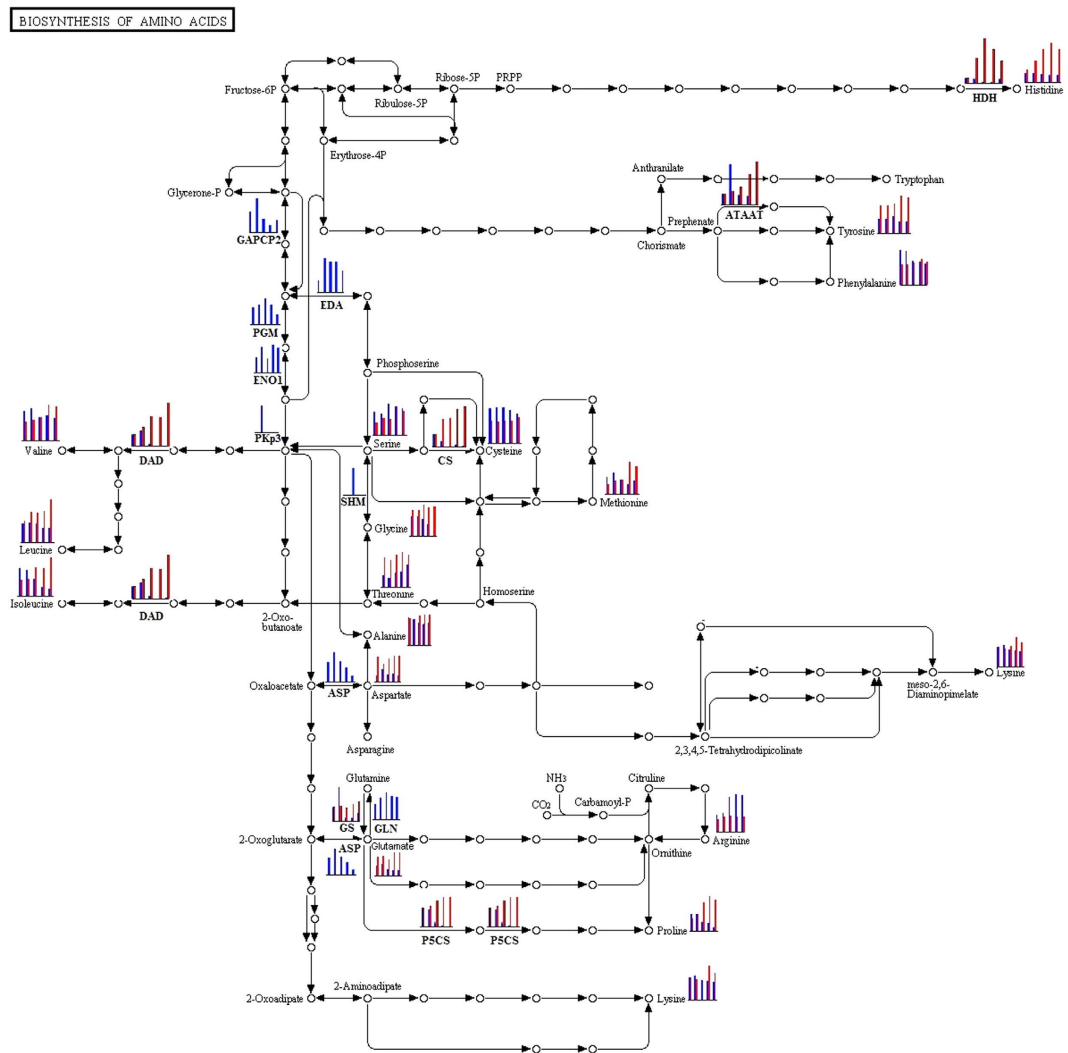 BIOSYNTHESIS OF AMINO ACIDS
Fructose-6P
Ribulose-5P
Ribose-5P
PRPP
HDH
Histidine
Erythrose-4P
Glycerone-P
Anthranilate
Tryptophan
ATAAT
Prephenate
Chorismate
Tyrosine
Phenylalanine
GAPCP2
EDA
PGM
ENO1
Phosphoserine
PKp3
Valine
DAD
Serine
CS
Cysteine
SHM
Methionine
Glycine
Leucine
Threonine
Homoserine
Isoleucine
DAD
2-Oxo-
butanoate
Alanine
Oxaloacetate
ASP
Aspartate
Lysine
meso-2,6-
Diaminopimelate
Asparagine
2,3,4,5-Tetrahydrodipicolinate
Glutamine
NH3
Citruline
CO2
Carbamoyl-P
GS
GLN
2-Oxoglutarate
ASP
Glutamate
Ornithine
Arginine
P5CS
P5CS
Proline
2-Oxoadipate
2-Aminoadipate
Lysine